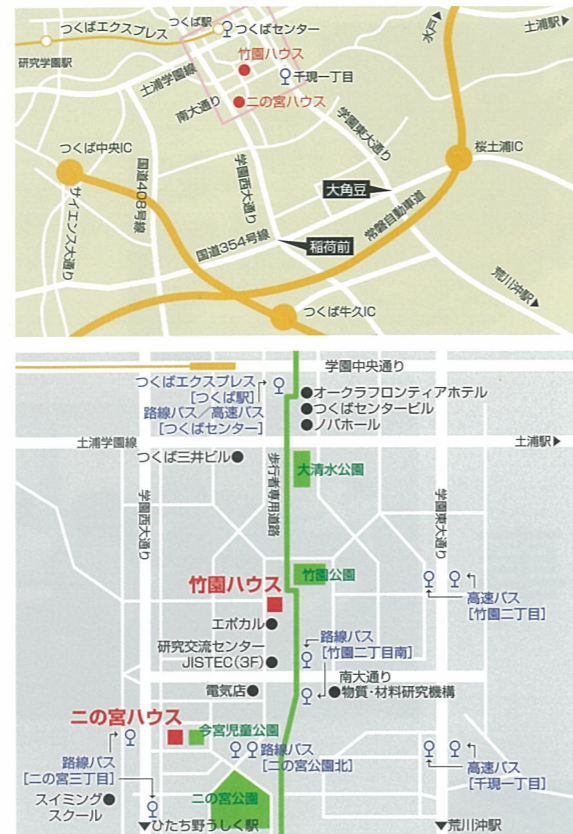 つくば駅
つくばセンター
つくばエクスプレス
土浦駅▶
水戸▶
研究学園駅
竹園ハウス
土浦学園線
千現一丁目
南大通り
二の宮ハウス
学園東大通り
つくば中央IC
桜土浦IC
国道408号線
学園西大通り
大角豆
サイエンス大通り
常磐自動車道
国道354号線
稲荷前
荒川沖駅▶
つくば牛久IC
学園中央通り
つくばエクスプレス
[つくば駅]
路線バス/高速バス
[つくばセンター]
●オークラフロンティアホテル
●つくばセンタービル
●ノバホール
土浦学園線
土浦駅▶
つくば三井ビル●
歩行者専用道路
大清水公園
学園西大通り
学園東大通り
竹園公園
竹園ハウス
高速バス
[竹園二丁目]
エポカル●
路線バス
[竹園二丁目南]
研究交流センター
JISTEC(3F)●
南大通り
電気店●
●物質・材料研究機構
二の宮ハウス
今宮児童公園
路線バス
[二の宮三丁目]
路線バス
[二の宮公園北]
高速バス
[千現一丁目]
スイミング●
スクール
二の宮公園
▼ひたち野うしく駅
▼荒川沖駅